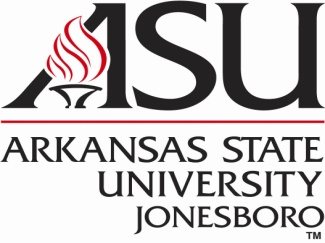 ASU
ARKANSAS STATE
UNIVERSITY
JONESBORO
TM